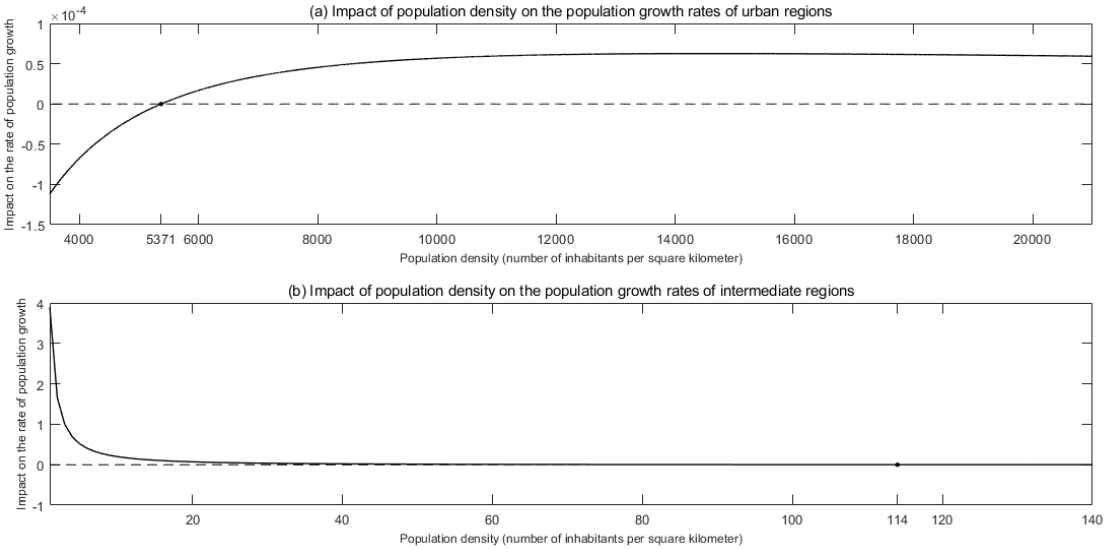 (a) Impact of population density on the population growth rates of urban regions
×10⁻⁴
1
0.5
0
-0.5
-1
-1.5
Impact on the rate of population growth
4000 5371 6000 8000 10000 12000 14000 16000 18000 20000
Population density (number of inhabitants per square kilometer)
(b) Impact of population density on the population growth rates of intermediate regions
4
3
2
1
0
-1
Impact on the rate of population growth
20 40 60 80 100 114 120 140
Population density (number of inhabitants per square kilometer)